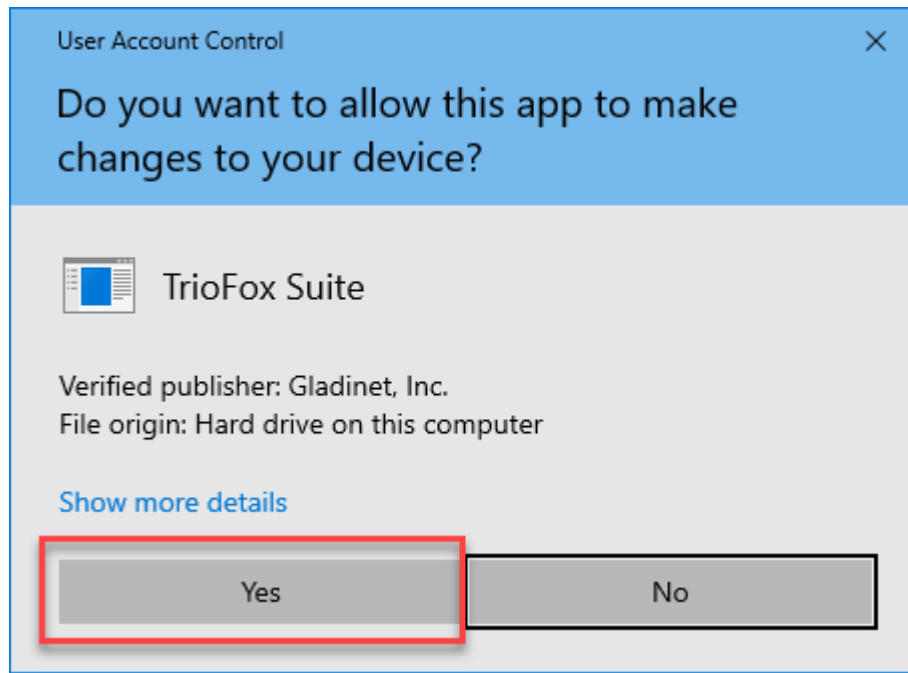 User Account Control
Do you want to allow this app to make
changes to your device?
TrioFox Suite
Verified publisher: Gladinet, Inc.
File origin: Hard drive on this computer
Show more details
Yes
No